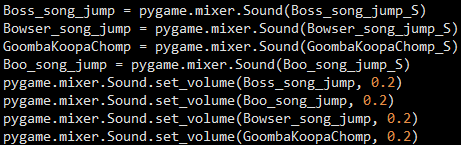 Boss_song_jump = pygame.mixer.Sound(Boss_song_jump_S)
Bowser_song_jump = pygame.mixer.Sound(Bowser_song_jump_S)
GoombaKoopaChomp = pygame.mixer.Sound(GoombaKoopaChomp_S)
Boo_song_jump = pygame.mixer.Sound(Boo_song_jump_S)
pygame.mixer.Sound.set_volume(Boss_song_jump, 0.2)
pygame.mixer.Sound.set_volume(Boo_song_jump, 0.2)
pygame.mixer.Sound.set_volume(Bowser_song_jump, 0.2)
pygame.mixer.Sound.set_volume(GoombaKoopaChomp, 0.2)